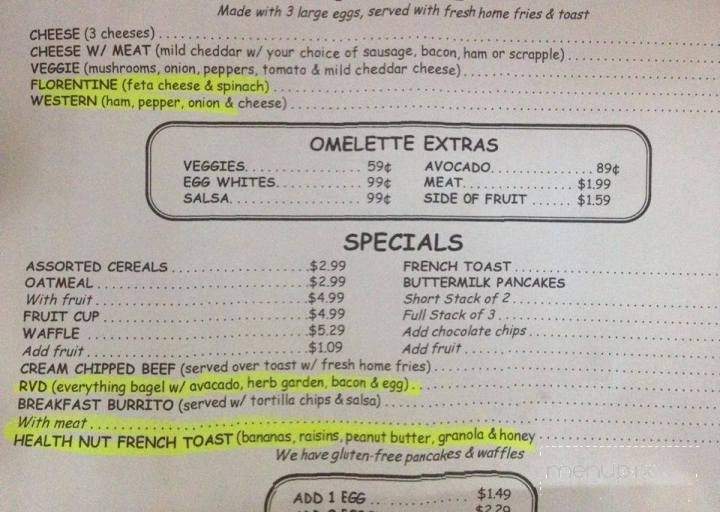 Made with 3 large eggs, served with fresh home fries & toast
CHEESE (3 cheeses)
CHEESE W/ MEAT (mild cheddar w/ your choice of sausage, bacon, ham or scrapple)
VEGGIE (mushrooms, onion, peppers, tomato & mild cheddar cheese)
FLORENTINE (feta cheese & spinach)
WESTERN (ham, pepper, onion & cheese)
OMELETTE EXTRAS
VEGGIES 59¢
EGG WHITES 99¢
SALSA 99¢
AVOCADO 89¢
MEAT $1.99
SIDE OF FRUIT $1.59
SPECIALS
ASSORTED CEREALS $2.99
OATMEAL $2.99
With fruit $4.99
FRUIT CUP $4.99
WAFFLE $5.29
Add fruit $1.09
FRENCH TOAST
BUTTERMILK PANCAKES
Short Stack of 2
Full Stack of 3
Add chocolate chips
Add fruit
CREAM CHIPPED BEEF (served over toast w/ fresh home fries)
RVD (everything bagel w/ avacado, herb garden, bacon & egg)
BREAKFAST BURRITO (served w/ tortilla chips & salsa)
With meat
HEALTH NUT FRENCH TOAST (bananas, raisins, peanut butter, granola & honey
We have gluten-free pancakes & waffles
menupix
ADD 1 EGG $1.49
$2.29